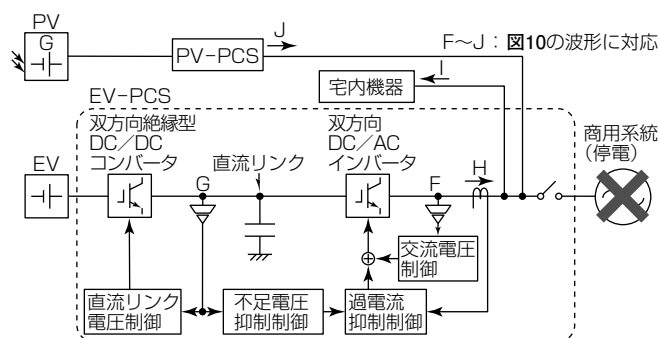 PV
G
PV-PCS
J
F～J：図10の波形に対応
宅内機器
I
EV-PCS
双方向絶縁型
DC／DC
コンバータ
双方向
DC／AC
インバータ
商用系統
(停電)
EV
G
直流リンク
F
H
交流電圧
制御
直流リンク
電圧制御
不足電圧
抑制制御
過電流
抑制制御